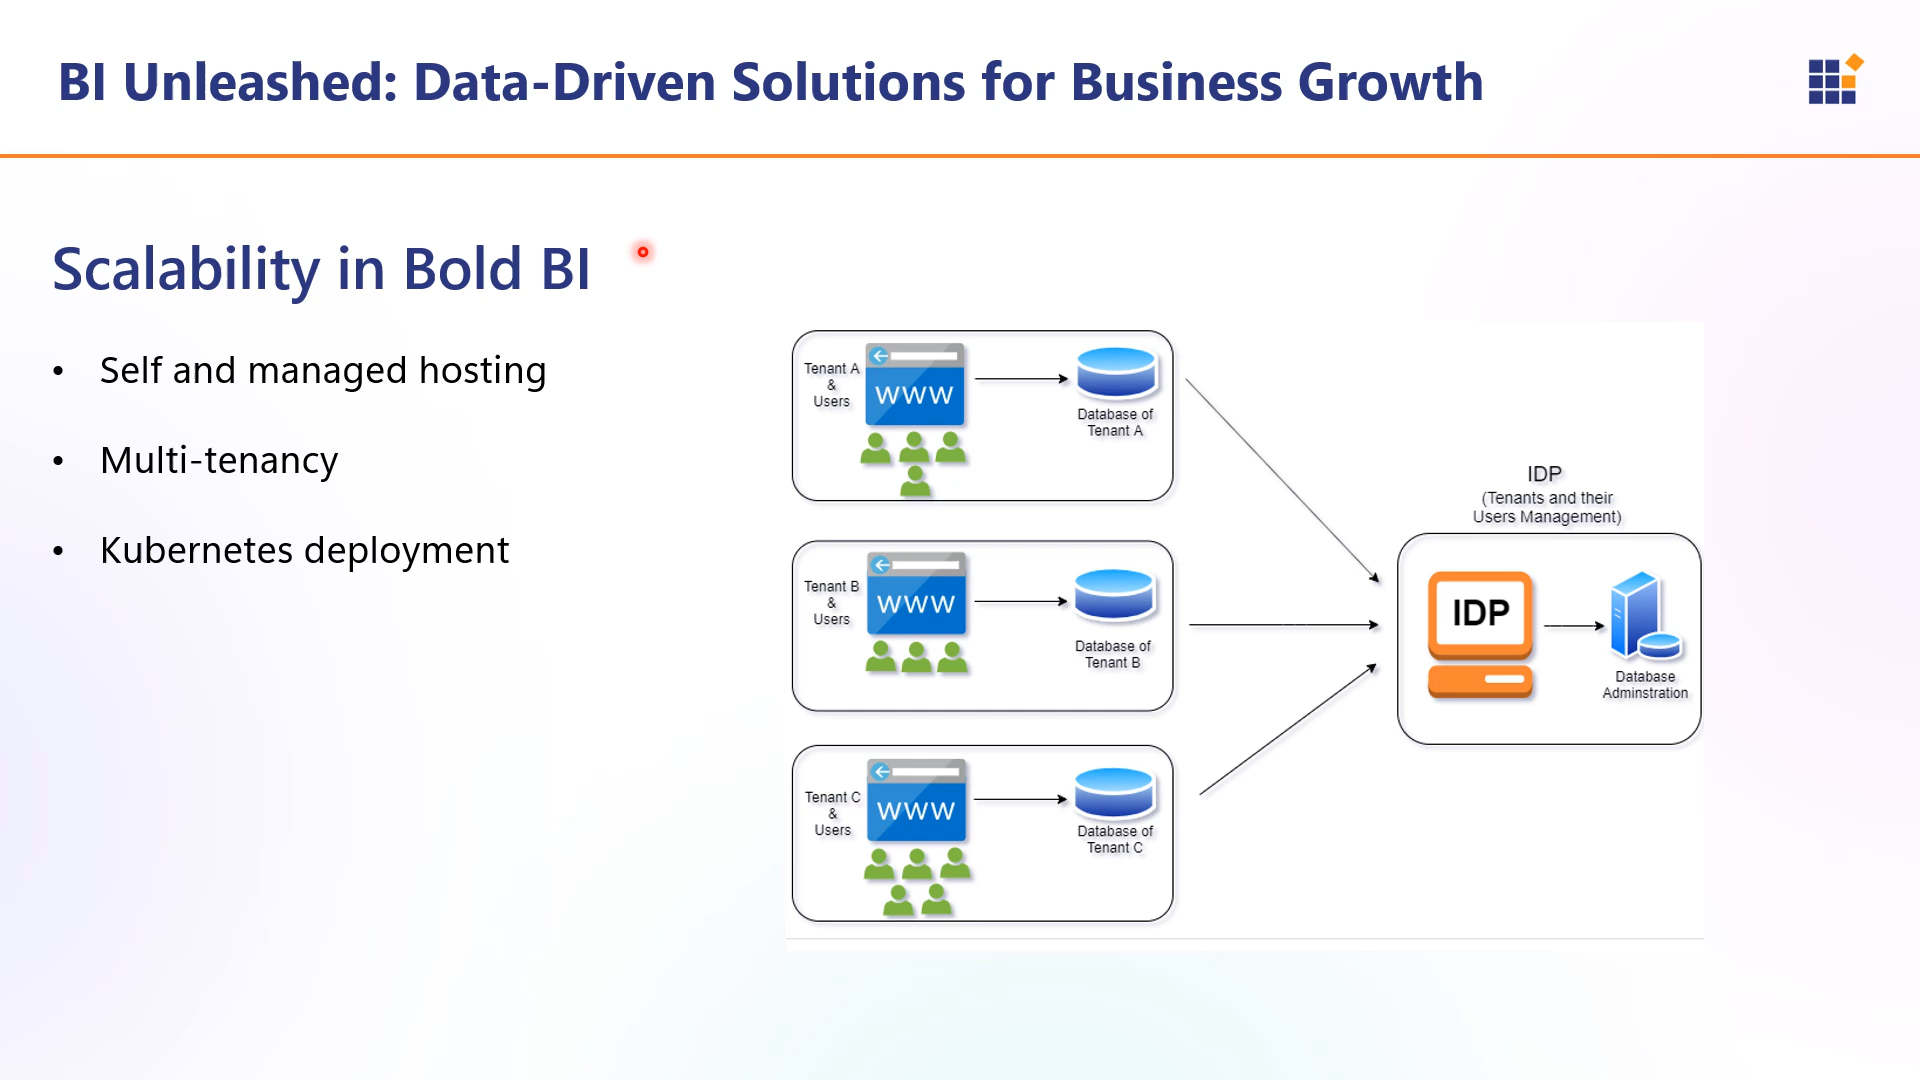 BI Unleashed: Data-Driven Solutions for Business Growth
Scalability in Bold BI
• Self and managed hosting
• Multi-tenancy
• Kubernetes deployment
Tenant A
&
Users
WWW
Database of
Tenant A
Tenant B
&
Users
WWW
Database of
Tenant B
Tenant C
&
Users
WWW
Database of
Tenant C
IDP
(Tenants and their
Users Management)
IDP
Database
Adminstration